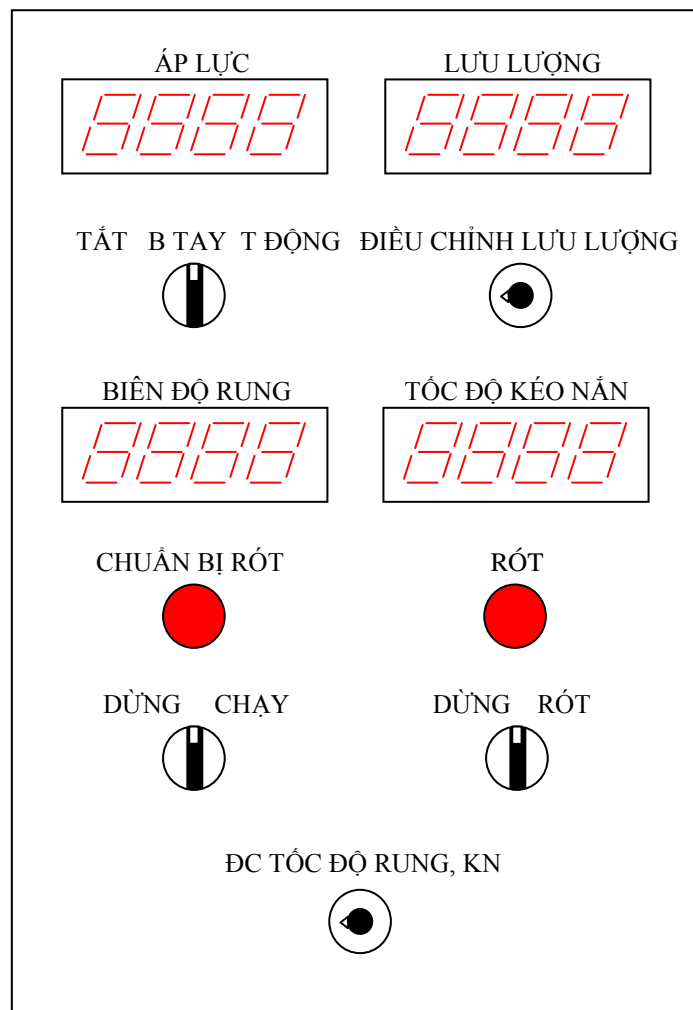 ÁP LỰC LƯU LƯỢNG
TẮT B TAY T ĐỘNG ĐIỀU CHỈNH LƯU LƯỢNG
BIÊN ĐỘ RUNG TỐC ĐỘ KÉO NẮN
CHUẨN BỊ RÓT RÓT
DỪNG CHẠY DỪNG RÓT
ĐC TỐC ĐỘ RUNG, KN